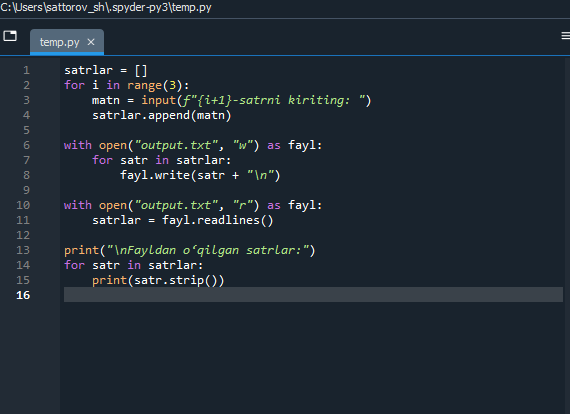 C:\Users\sattorov_sh\.spyder-py3\temp.py
temp.py ×
1 satrlar = []
2 for i in range(3):
3     matn = input(f"{i+1}-satrni kiriting: ")
4     satrlar.append(matn)
5
6 with open("output.txt", "w") as fayl:
7     for satr in satrlar:
8         fayl.write(satr + "\n")
9
10 with open("output.txt", "r") as fayl:
11     satrlar = fayl.readlines()
12
13 print("\nFayldan o‘qilgan satrlar:")
14 for satr in satrlar:
15     print(satr.strip())
16